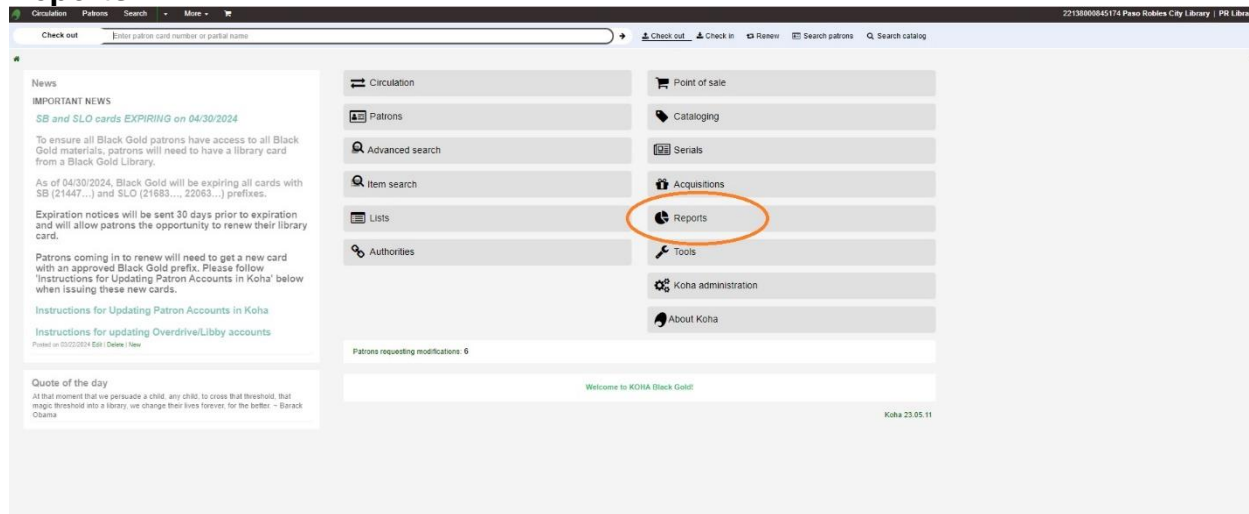 Circulation Patrons Search More
22138000845174 Paso Robles City Library | PR Libra
Check out Enter patron card number or partial name Check out Check in Renew Search patrons Search catalog
News
IMPORTANT NEWS
SB and SLO cards EXPIRING on 04/30/2024
To ensure all Black Gold patrons have access to all Black
Gold materials, patrons will need to have a library card
from a Black Gold Library.
As of 04/30/2024, Black Gold will be expiring all cards with
SB (21447...) and SLO (21683..., 22063...) prefixes.
Expiration notices will be sent 30 days prior to expiration
and will allow patrons the opportunity to renew their library
card.
Patrons coming in to renew will need to get a new card
with an approved Black Gold prefix. Please follow
'Instructions for Updating Patron Accounts in Koha' below
when issuing these new cards.
Instructions for Updating Patron Accounts in Koha
Instructions for updating Overdrive/Libby accounts
Posted on 03/22/2024 Edit | Delete | New
Quote of the day
At that moment that we persuade a child, any child, to cross that threshold, that
magic threshold into a library, we change their lives forever, for the better. ~ Barack
Obama
Circulation
Patrons
Advanced search
Item search
Lists
Authorities
Point of sale
Cataloging
Serials
Acquisitions
Reports
Tools
Koha administration
About Koha
Patrons requesting modifications: 6
Welcome to KOHA Black Gold!
Koha 23.05.11